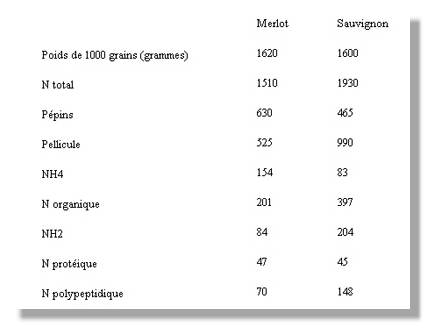 Merlot Sauvignon
Poids de 1000 grains (grammes) 1620 1600
N total 1510 1930
Pépins 630 465
Pellicule 525 990
NH4 154 83
N organique 201 397
NH2 84 204
N protéique 47 45
N polypeptidique 70 148